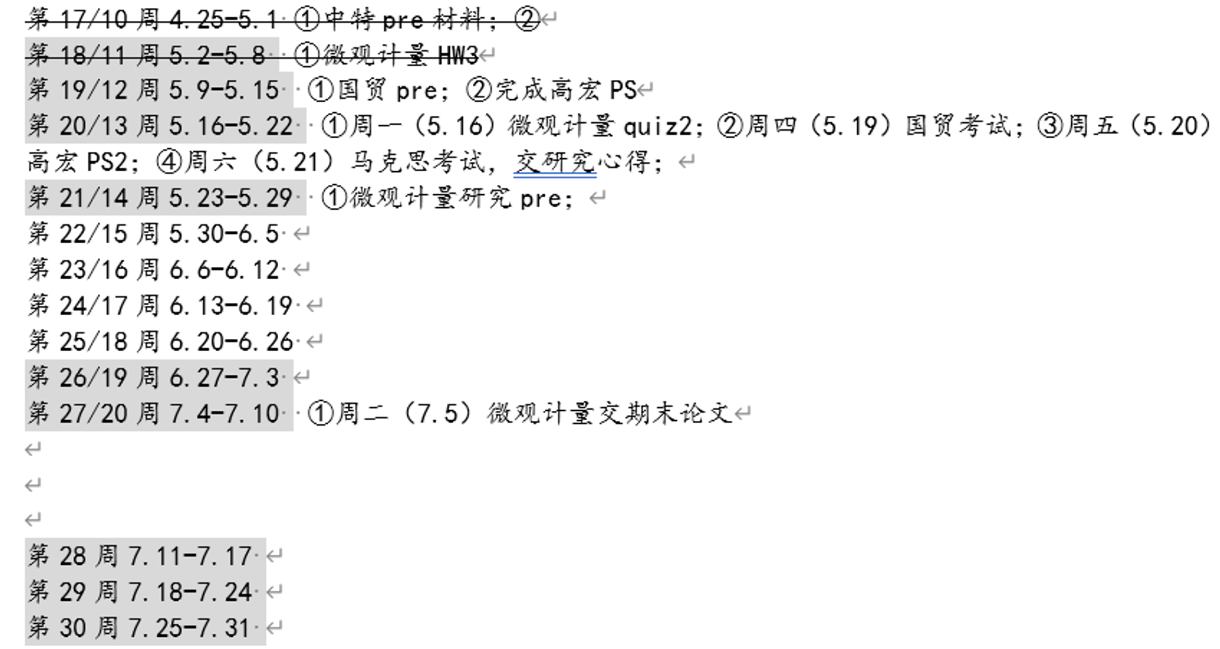 第 17/10 周 4.25-5.1 ①中特 pre 材料；②
第 18/11 周 5.2-5.8 ①微观计量 HW3
第 19/12 周 5.9-5.15 ①国贸 pre；②完成高宏 PS
第 20/13 周 5.16-5.22 ①周一（5.16）微观计量 quiz2；②周四（5.19）国贸考试；③周五（5.20）
高宏 PS2；④周六（5.21）马克思考试，交研究心得；
第 21/14 周 5.23-5.29 ①微观计量研究 pre；
第 22/15 周 5.30-6.5
第 23/16 周 6.6-6.12
第 24/17 周 6.13-6.19
第 25/18 周 6.20-6.26
第 26/19 周 6.27-7.3
第 27/20 周 7.4-7.10 ①周二（7.5）微观计量交期末论文
第 28 周 7.11-7.17
第 29 周 7.18-7.24
第 30 周 7.25-7.31